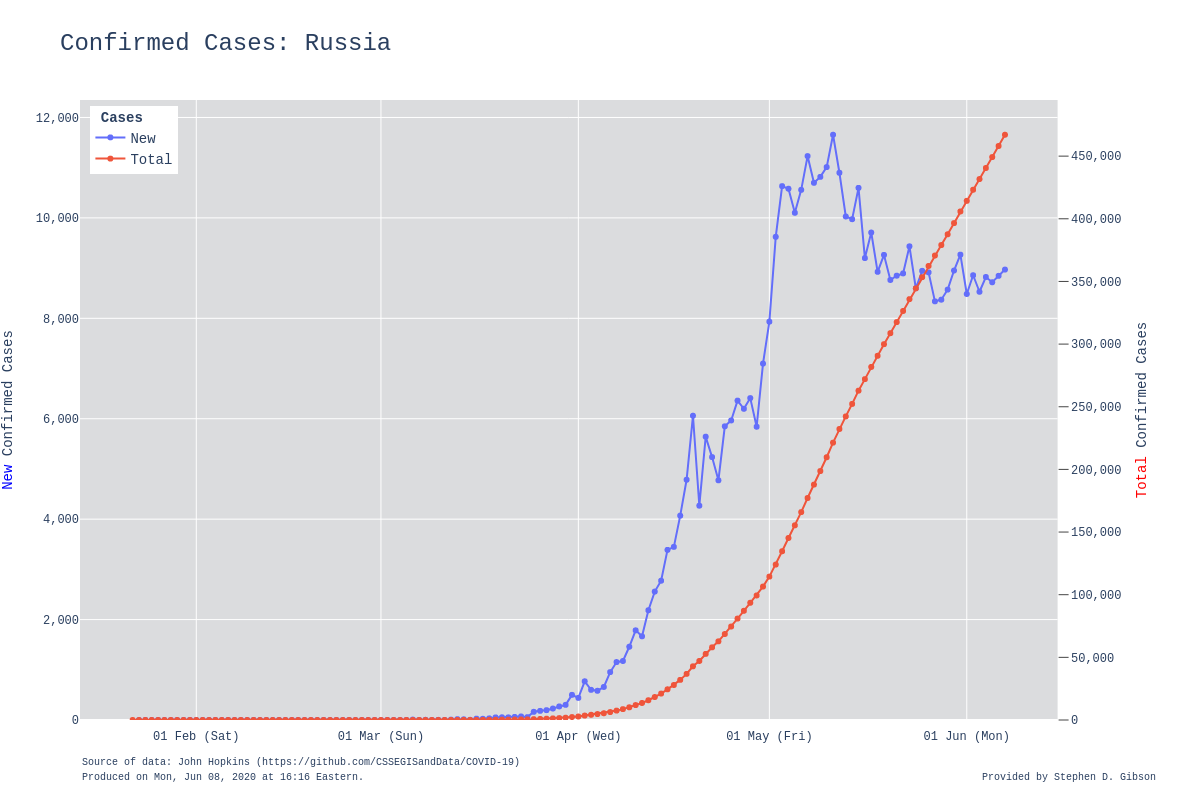 Confirmed Cases: Russia
Cases
New
Total
12,000
10,000
8,000
6,000
4,000
2,000
0
New Confirmed Cases
450,000
400,000
350,000
300,000
250,000
200,000
150,000
100,000
50,000
0
Total Confirmed Cases
01 Feb (Sat) 01 Mar (Sun) 01 Apr (Wed) 01 May (Fri) 01 Jun (Mon)
Source of data: John Hopkins (https://github.com/CSSEGISandData/COVID-19)
Produced on Mon, Jun 08, 2020 at 16:16 Eastern.
Provided by Stephen D. Gibson